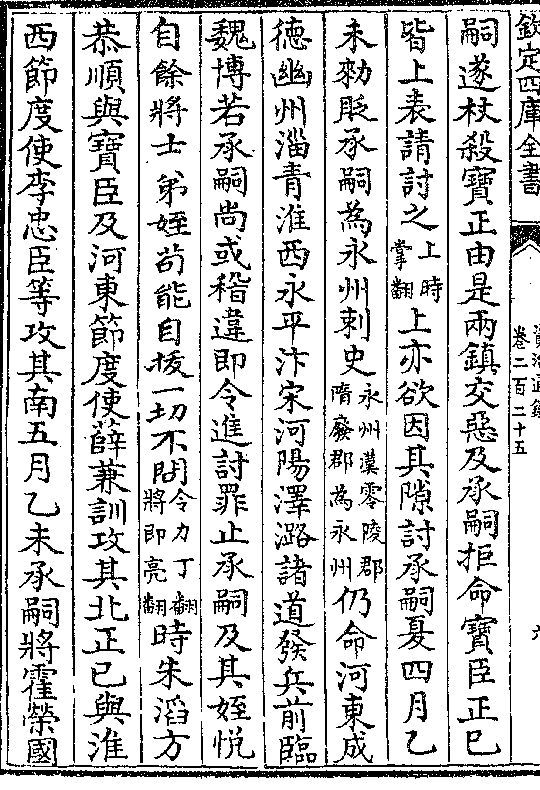 欽定四庫全書
資治通鑑
卷二百二十五
六
嗣遂杖殺寶正由是兩鎮交惡及承嗣拒命寶臣正已
皆上表請討之上時掌翻上亦欲因其隙討承嗣夏四月乙
未勑貶承嗣為永州刺史永州漢零陵郡隋廢郡為永州仍命河東成
德幽州淄青淮西永平汴宋河陽澤潞諸道發兵前臨
魏博若承嗣尚或稽違即令進討罪止承嗣及其姪悅
自餘將士弟姪苟能自拔一切不問令力丁翻將即亮翻時朱滔方
恭順與寶臣及河東節度使薛兼訓攻其北正已與淮
西節度使李忠臣等攻其南五月乙未承嗣將霍榮國